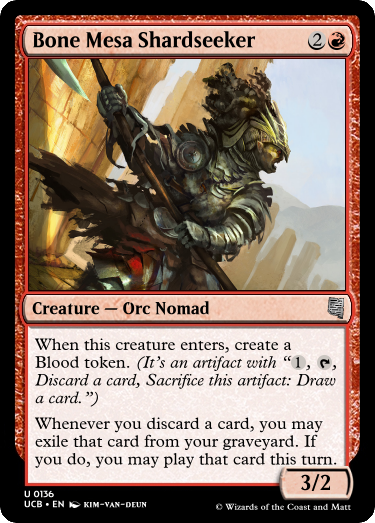 Bone Mesa Shardseeker 2
Creature — Orc Nomad
When this creature enters, create a
Blood token. (It's an artifact with “1, ,
Discard a card, Sacrifice this artifact: Draw
a card.”)
Whenever you discard a card, you may
exile that card from your graveyard. If
you do, you may play that card this turn.
3/2
U 0136
UCB • EN KIM-VAN-DEUN
© Wizards of the Coast and Matt